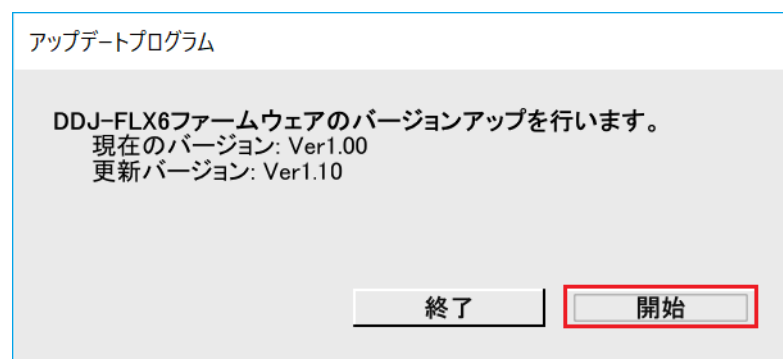 アップデートプログラム
DDJ-FLX6ファームウェアのバージョンアップを行います。
現在のバージョン: Ver1.00
更新バージョン: Ver1.10
終了
開始